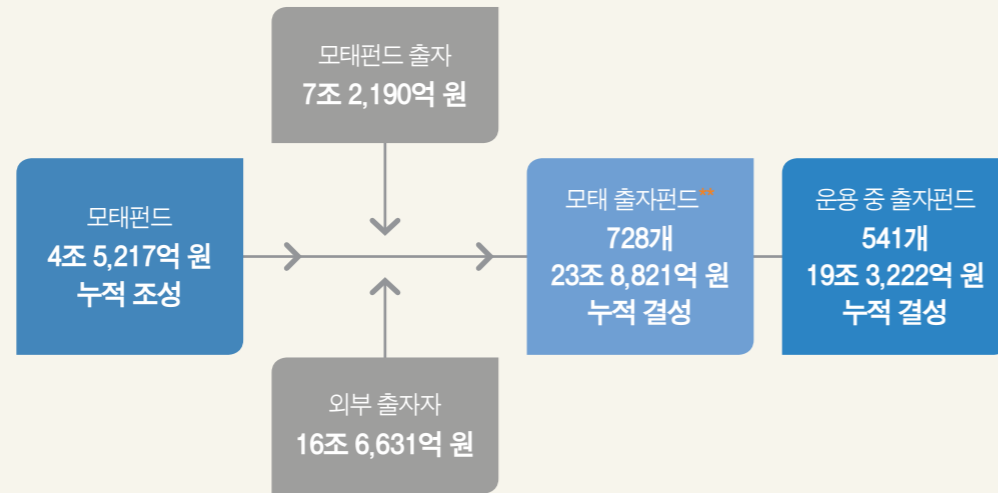 모태펀드 출자
7조 2,190억 원
모태펀드
4조 5,217억 원
누적 조성
모태 출자펀드**
728개
23조 8,821억 원
누적 결성
운용 중 출자펀드
541개
19조 3,222억 원
누적 결성
외부 출자자
16조 6,631억 원